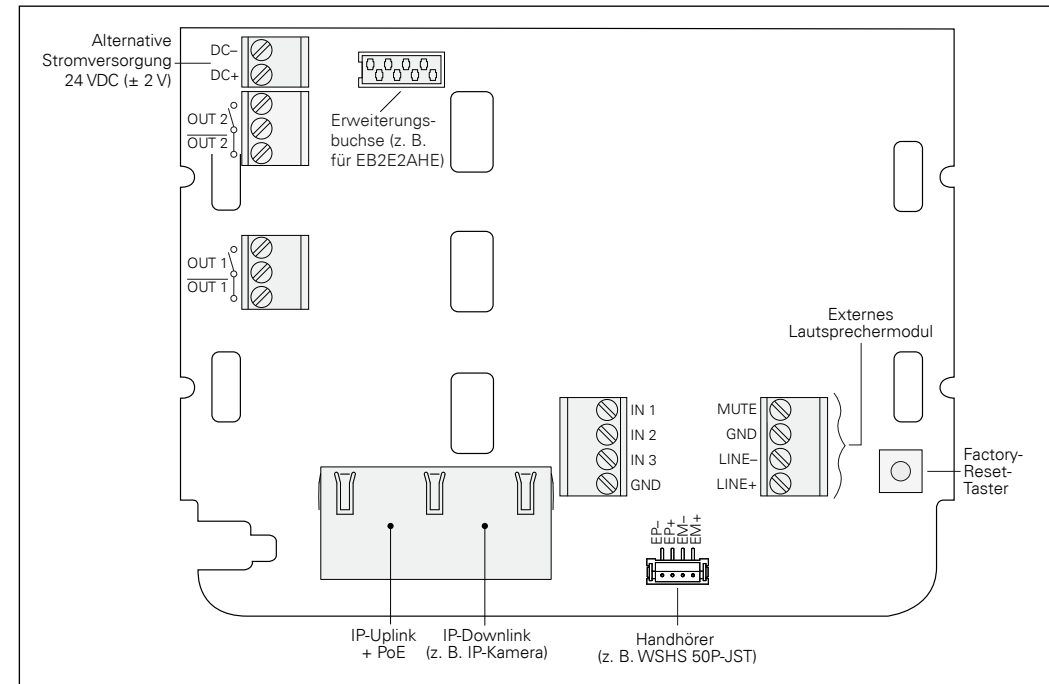 Alternative
Stromversorgung
24 VDC (± 2 V)
DC–
DC+
OUT 2
OUT 2
Erweiterungs-
buchse (z. B.
für EB2E2AHE)
OUT 1
OUT 1
Externes
Lautsprechermodul
IN 1
IN 2
IN 3
GND
MUTE
GND
LINE–
LINE+
Factory-
Reset-
Taster
EP–
EP+
EM–
EM+
IP-Uplink
+ PoE
IP-Downlink
(z. B. IP-Kamera)
Handhörer
(z. B. WSHS 50P-JST)